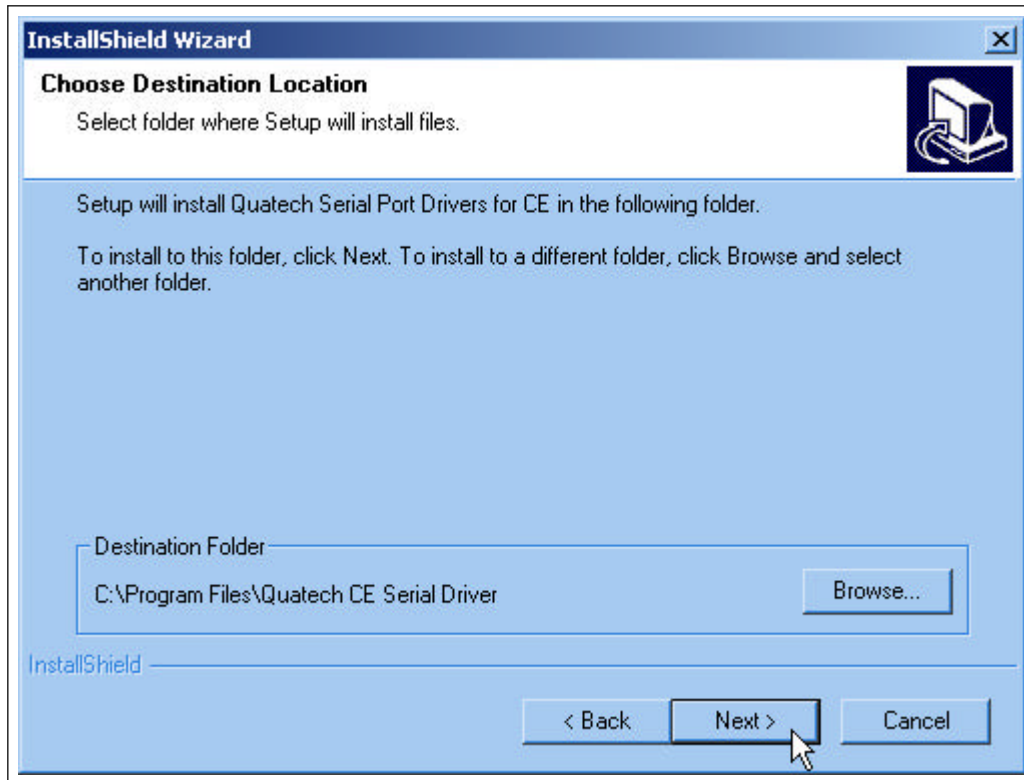 InstallShield Wizard
Choose Destination Location
Select folder where Setup will install files.
Setup will install Quatech Serial Port Drivers for CE in the following folder.
To install to this folder, click Next. To install to a different folder, click Browse and select
another folder.
Destination Folder
C:\Program Files\Quatech CE Serial Driver
Browse...
InstallShield
< Back
Next >
Cancel